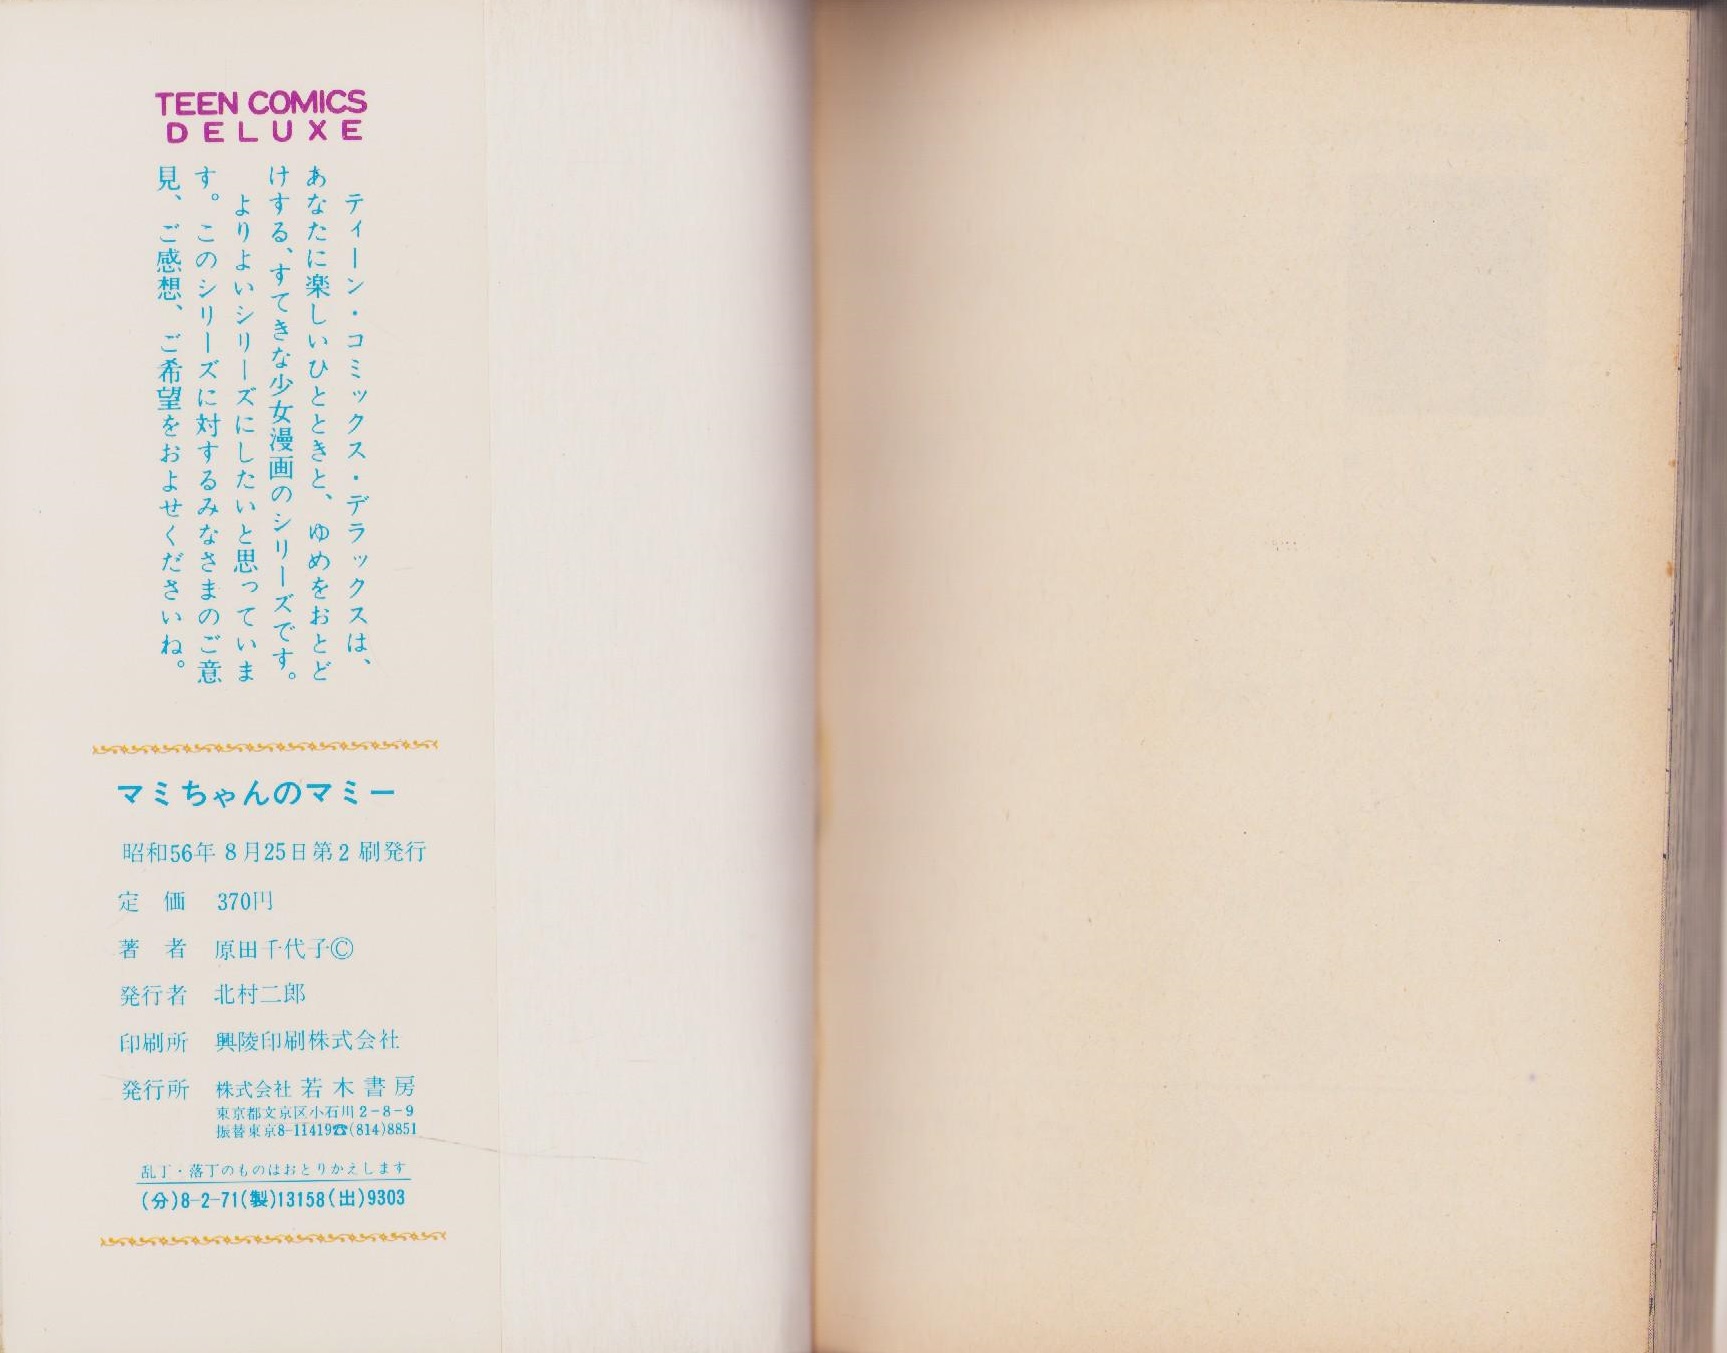 TEEN COMICS
DELUXE
ティーン・コミックス・デラックスは、
あなたに楽しいひとときと、ゆめをおとど
けする、すてきな少女漫画のシリーズです。
よりよいシリーズにしたいと思っていま
す。このシリーズに対するみなさまのご意
見、ご感想、ご希望をおよせくださいね。
マミちゃんのマミー
昭和56年8月25日第2刷発行
定 価 370円
著 者 原田千代子©
発行者 北村二郎
印刷所 興陵印刷株式会社
発行所 株式会社 若木書房
東京都文京区小石川2-8-9
振替東京8-11419☎(814)8851
乱丁・落丁のものはおとりかえします
(分)8-2-71(製)13158(出)9303